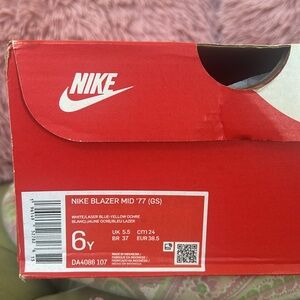 NIKE
NIKE BLAZER MID '77 (GS)
WHITE/LASER BLUE-YELLOW OCHRE
BLANC/JAUNE OCRE/BLEU LAZER
6Y
UK 5.5 CM 24
BR 37 EUR 38.5
DA4086 107